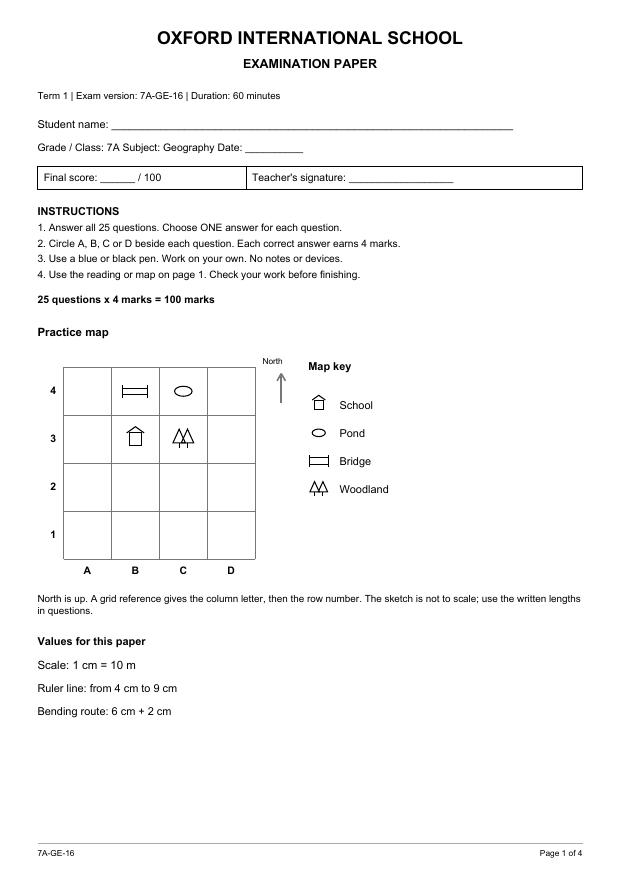 OXFORD INTERNATIONAL SCHOOL
EXAMINATION PAPER
Term 1 | Exam version: 7A-GE-16 | Duration: 60 minutes
Student name: ___________________________________________________________________
Grade / Class: 7A Subject: Geography Date: __________
Final score: ______ / 100 Teacher's signature: __________________
INSTRUCTIONS
1. Answer all 25 questions. Choose ONE answer for each question.
2. Circle A, B, C or D beside each question. Each correct answer earns 4 marks.
3. Use a blue or black pen. Work on your own. No notes or devices.
4. Use the reading or map on page 1. Check your work before finishing.
25 questions x 4 marks = 100 marks
Practice map
North
Map key
4
School
Pond
3
Bridge
2
Woodland
1
A B C D
North is up. A grid reference gives the column letter, then the row number. The sketch is not to scale; use the written lengths
in questions.
Values for this paper
Scale: 1 cm = 10 m
Ruler line: from 4 cm to 9 cm
Bending route: 6 cm + 2 cm
7A-GE-16 Page 1 of 4